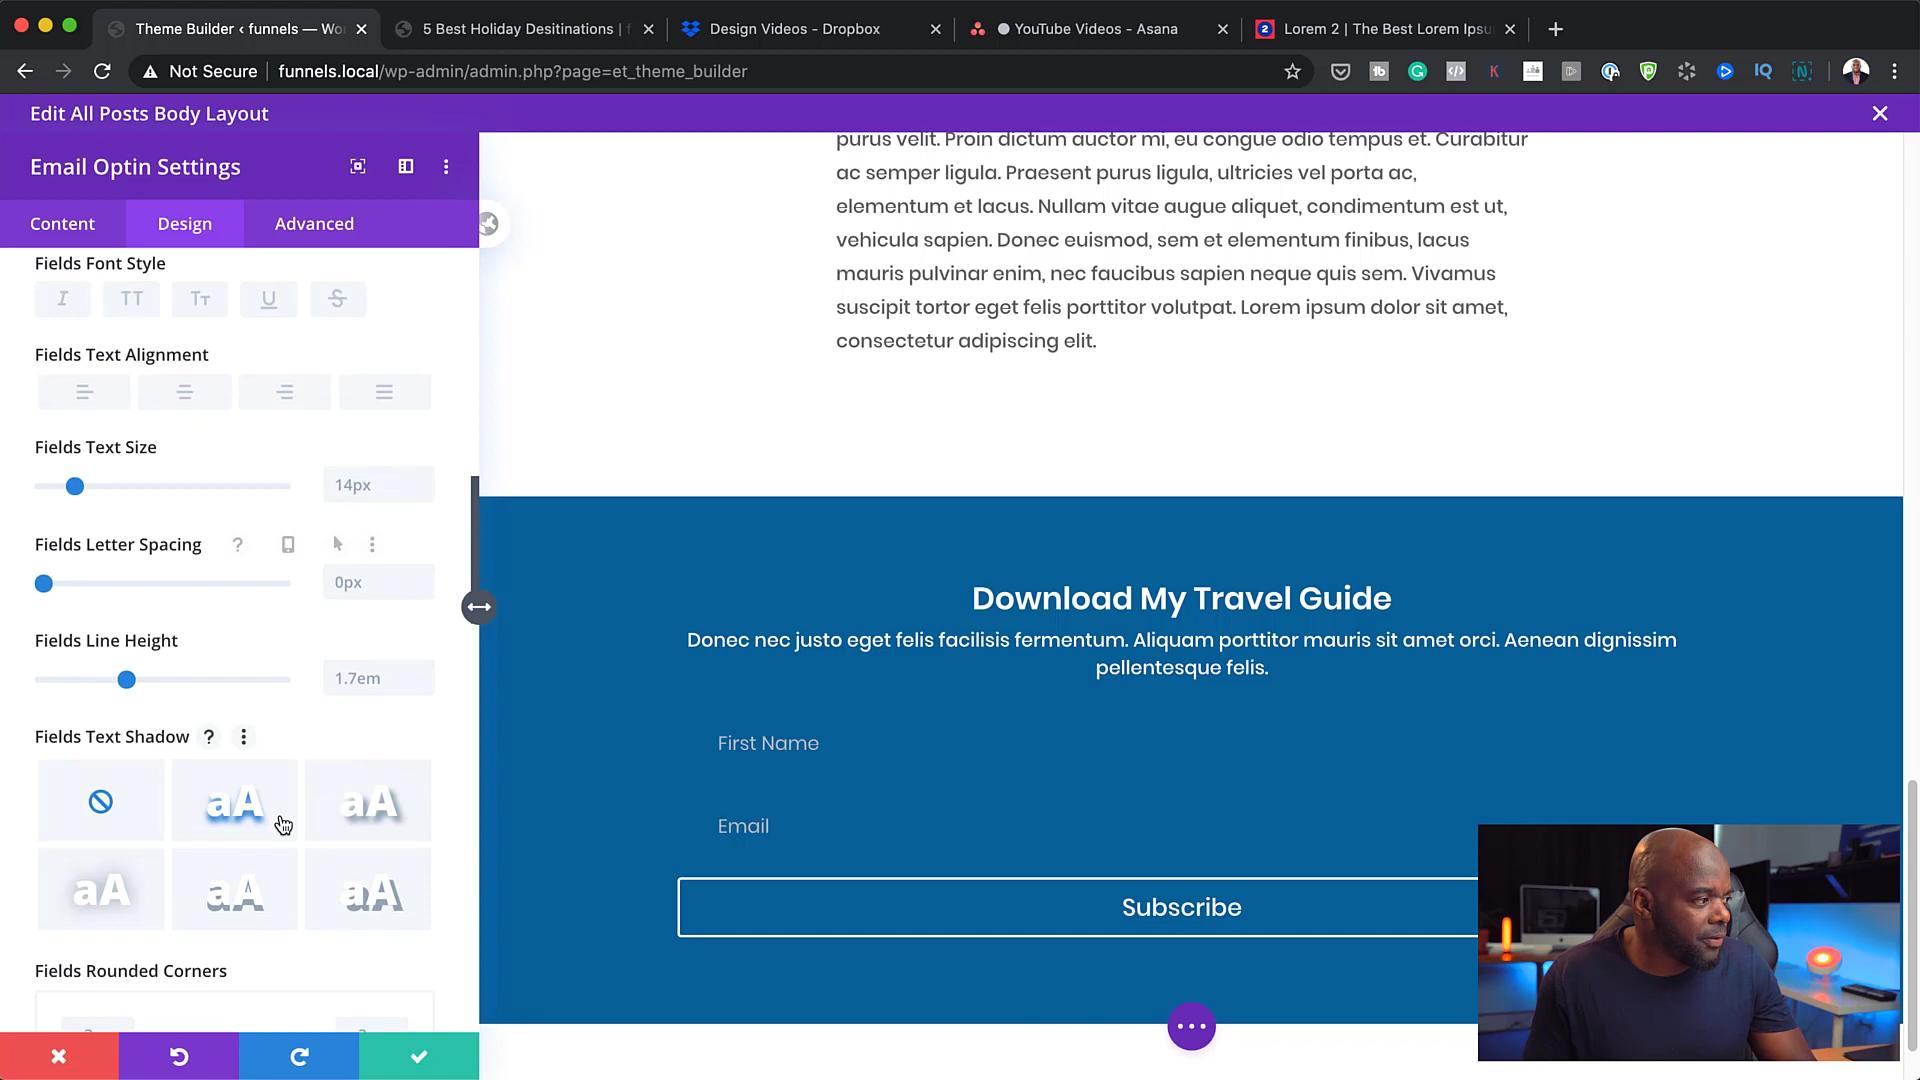 Theme Builder ‹ funnels — Wo
5 Best Holiday Desitinations | f
Design Videos - Dropbox
YouTube Videos - Asana
Lorem 2 | The Best Lorem Ipsu
Not Secure
funnels.local/wp-admin/admin.php?page=et_theme_builder
Edit All Posts Body Layout
Email Optin Settings
Content
Design
Advanced
Fields Font Style
I TT Tт U S
Fields Text Alignment
Fields Text Size
14px
Fields Letter Spacing ?
0px
Fields Line Height
1.7em
Fields Text Shadow ?
aA aA
aA aA aA
Fields Rounded Corners
purus velit. Proin dictum auctor mi, eu congue odio tempus et. Curabitur
ac semper ligula. Praesent purus ligula, ultricies vel porta ac,
elementum et lacus. Nullam vitae augue aliquet, condimentum est ut,
vehicula sapien. Donec euismod, sem et elementum finibus, lacus
mauris pulvinar enim, nec faucibus sapien neque quis sem. Vivamus
suscipit tortor eget felis porttitor volutpat. Lorem ipsum dolor sit amet,
consectetur adipiscing elit.
Download My Travel Guide
Donec nec justo eget felis facilisis fermentum. Aliquam porttitor mauris sit amet orci. Aenean dignissim
pellentesque felis.
First Name
Email
Subscribe